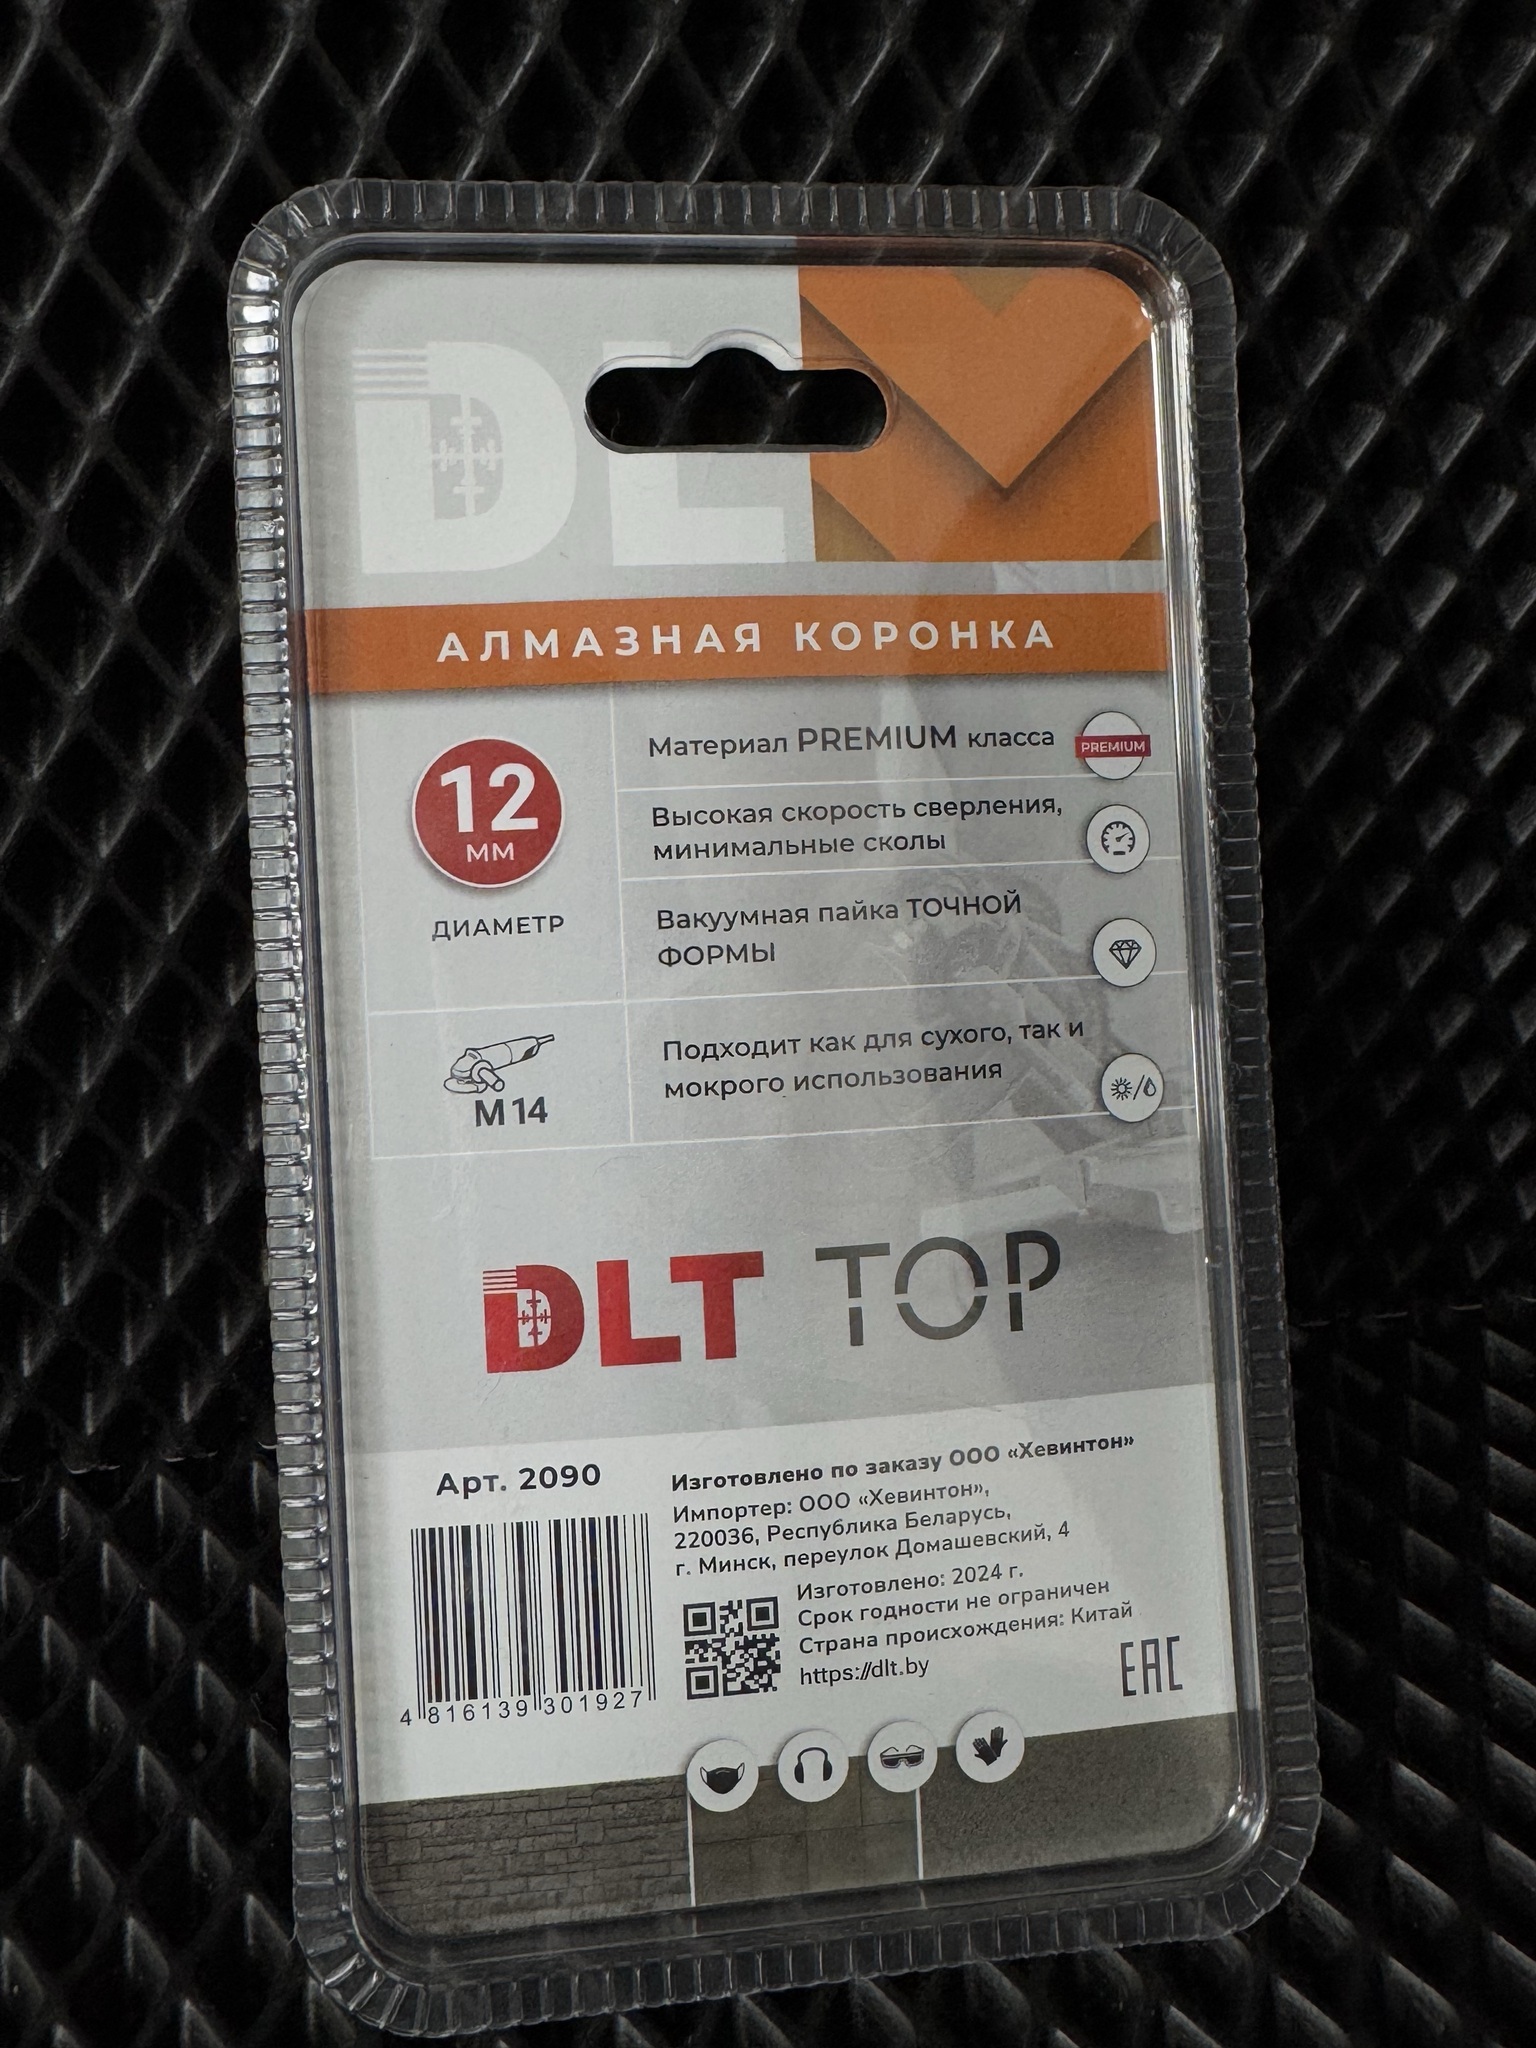 DL
АЛМАЗНАЯ КОРОНКА
12
ММ
ДИАМЕТР
M14
Материал PREMIUM класса
PREMIUM
Высокая скорость сверления,
минимальные сколы
Вакуумная пайка ТОЧНОЙ
ФОРМЫ
Подходит как для сухого, так и
мокрого использования
DLT TOP
Арт. 2090
4 816139 301927
Изготовлено по заказу ООО «Хевинтон»
Импортер: ООО «Хевинтон»,
220036, Республика Беларусь,
г. Минск, переулок Домашевский, 4
Изготовлено: 2024 г.
Срок годности не ограничен
Страна происхождения: Китай
https://dlt.by
EAC